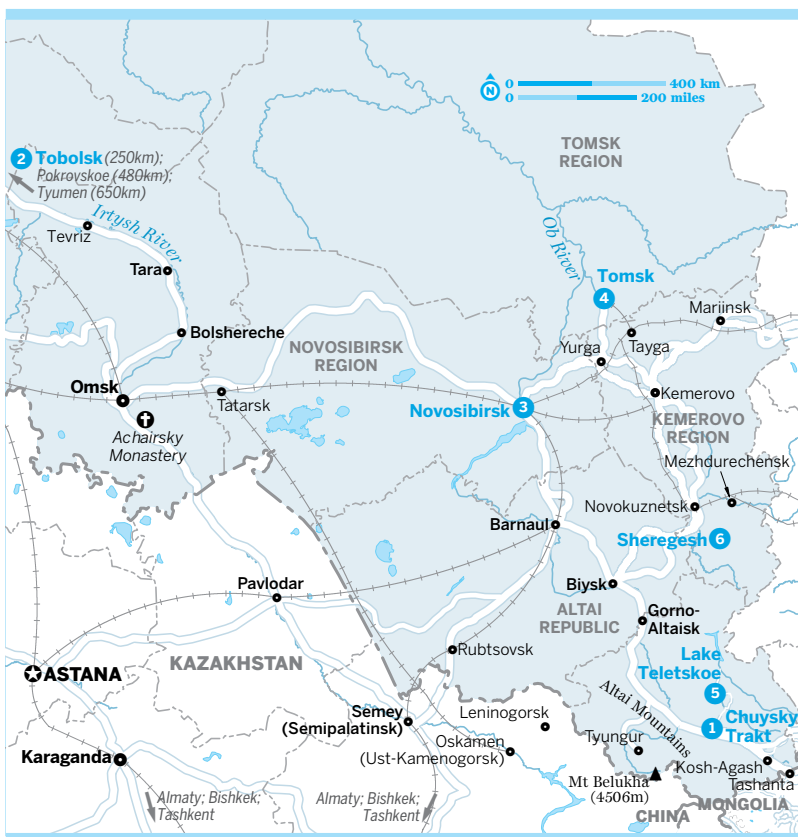 N
0 400 km
0 200 miles
TOMSK
REGION
2 Tobolsk (250km);
Pokrovskoe (480km);
Tyumen (650km)
Irtysh River
Tevriz
Ob River
Tara
Tomsk
4
Mariinsk
Bolshereche
NOVOSIBIRSK
REGION
Yurga
Tayga
Omsk
Tatarsk
Novosibirsk 3
Kemerovo
KEMEROVO
REGION
Achairsky
Monastery
Mezhdurechensk
Novokuznetsk
Barnaul
Sheregesh 6
Pavlodar
Biysk
ALTAI
REPUBLIC
Gorno-
Altaisk
Rubtsovsk
KAZAKHSTAN
ASTANA
Lake
Teletskoe
5
Altai Mountains
Semey
(Semipalatinsk)
Leninogorsk
1 Chuysky
Trakt
Oskamen
(Ust-Kamenogorsk)
Tyungur
Karaganda
Kosh-Agash
Tashanta
Mt Belukha
(4506m)
Almaty; Bishkek;
Tashkent
Almaty; Bishkek;
Tashkent
MONGOLIA
CHINA